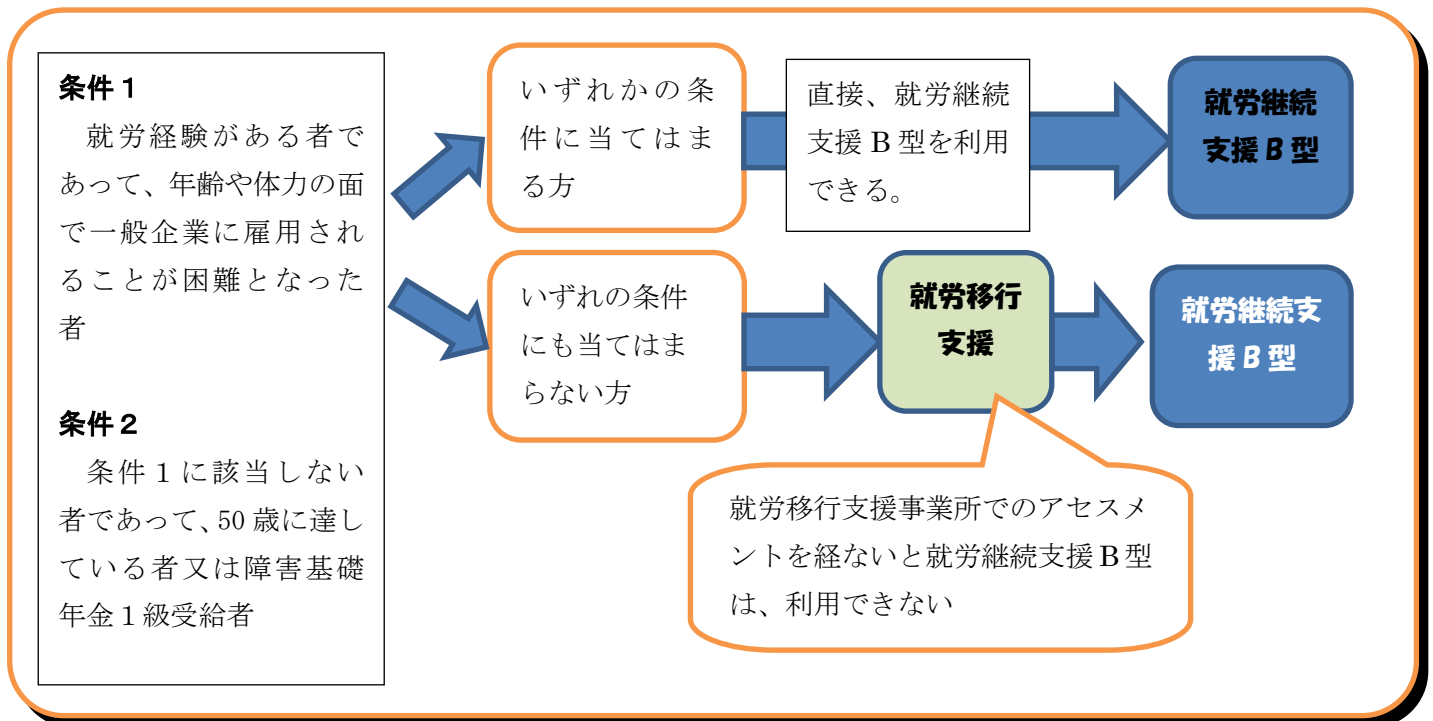 条件１
就労経験がある者で
あって、年齢や体力の面
で一般企業に雇用され
ることが困難となった
者
条件２
条件１に該当しない
者であって、50 歳に達し
ている者又は障害基礎
年金１級受給者
いずれかの条
件に当てはま
る方
直接、就労継続
支援 B 型を利用
できる。
就労継続
支援 B 型
いずれの条件
にも当てはま
らない方
就労移行
支援
就労継続支
援 B 型
就労移行支援事業所でのアセスメ
ントを経ないと就労継続支援 B 型
は、利用できない